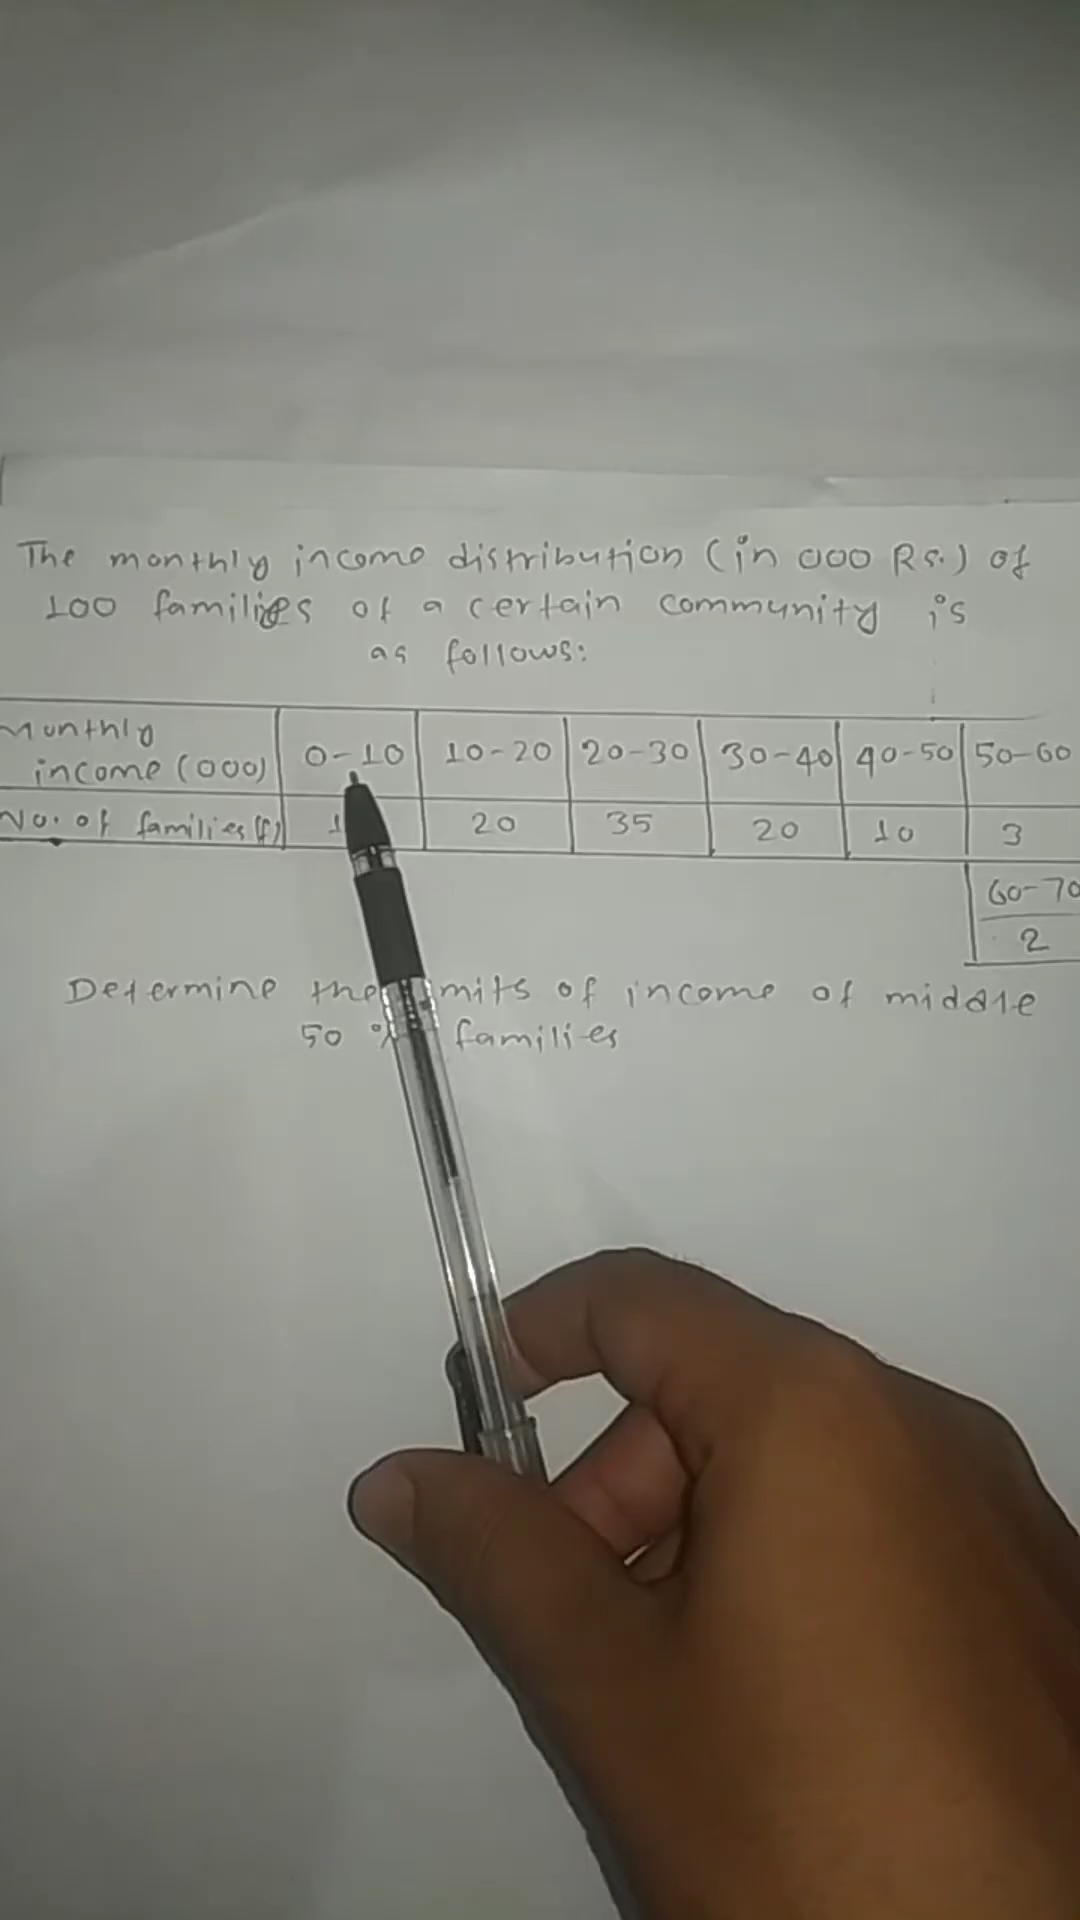 The monthly income distribution (in 000 Rs.) of
100 families of a certain community is
as follows:
Monthly
income (000) 0-10 10-20 20-30 30-40 40-50 50-60
No. of families (f) 1 20 35 20 10 3
60-70
2
Determine the mits of income of middle
50 % families